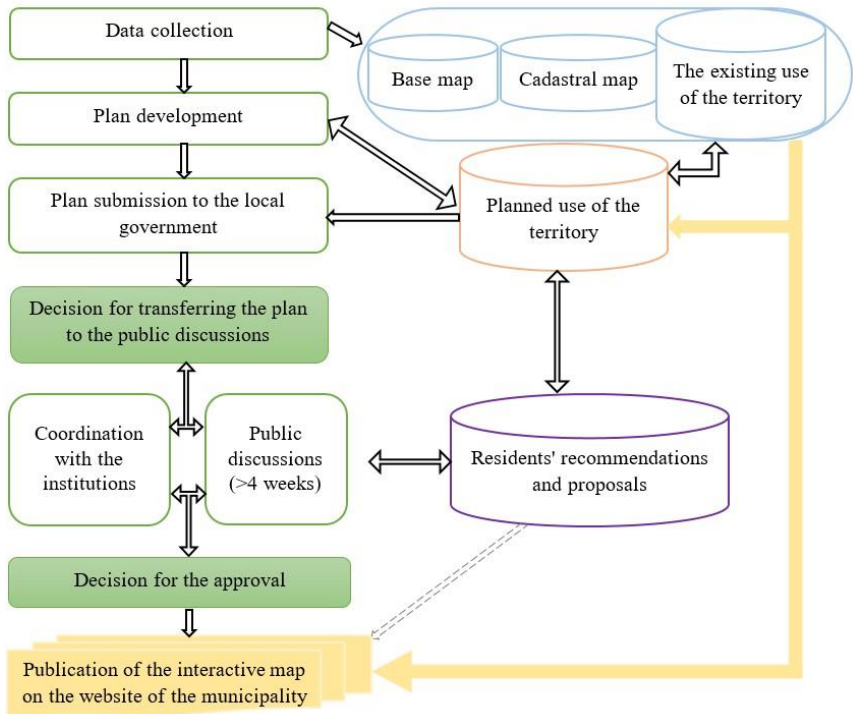 Data collection
Base map
Cadastral map
The existing use
of the territory
Plan development
Plan submission to the local
government
Planned use of the
territory
Decision for transferring the plan
to the public discussions
Coordination
with the
institutions
Public
discussions
(>4 weeks)
Residents' recommendations
and proposals
Decision for the approval
Publication of the interactive map
on the website of the municipality